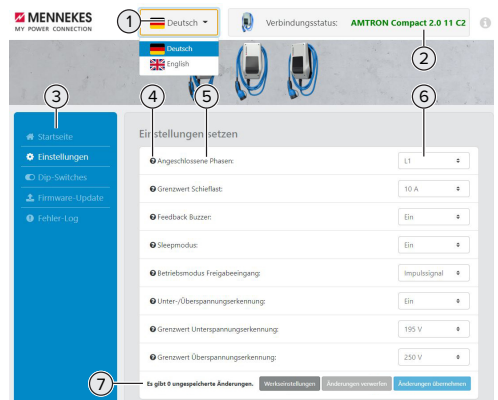 MENNEKES
MY POWER CONNECTION
1
Deutsch
Verbindungsstatus: AMTRON Compact 2.0 11 C2
2
Deutsch
English
3
4
5
6
Startseite
Einstellungen
Dip-Switches
Firmware-Update
Fehler-Log
Einstellungen setzen
Angeschlossene Phasen: L1
Grenzwert Schieflast: 10 A
Feedback Buzzer: Ein
Sleepmodus: Ein
Betriebsmodus Freigabeeingang: Impulssignal
Unter-/Überspannungserkennung: Ein
Grenzwert Unterspannungserkennung: 195 V
Grenzwert Überspannungserkennung: 250 V
7
Es gibt 0 ungespeicherte Änderungen. Werkseinstellungen Änderungen verwerfen Änderungen übernehmen